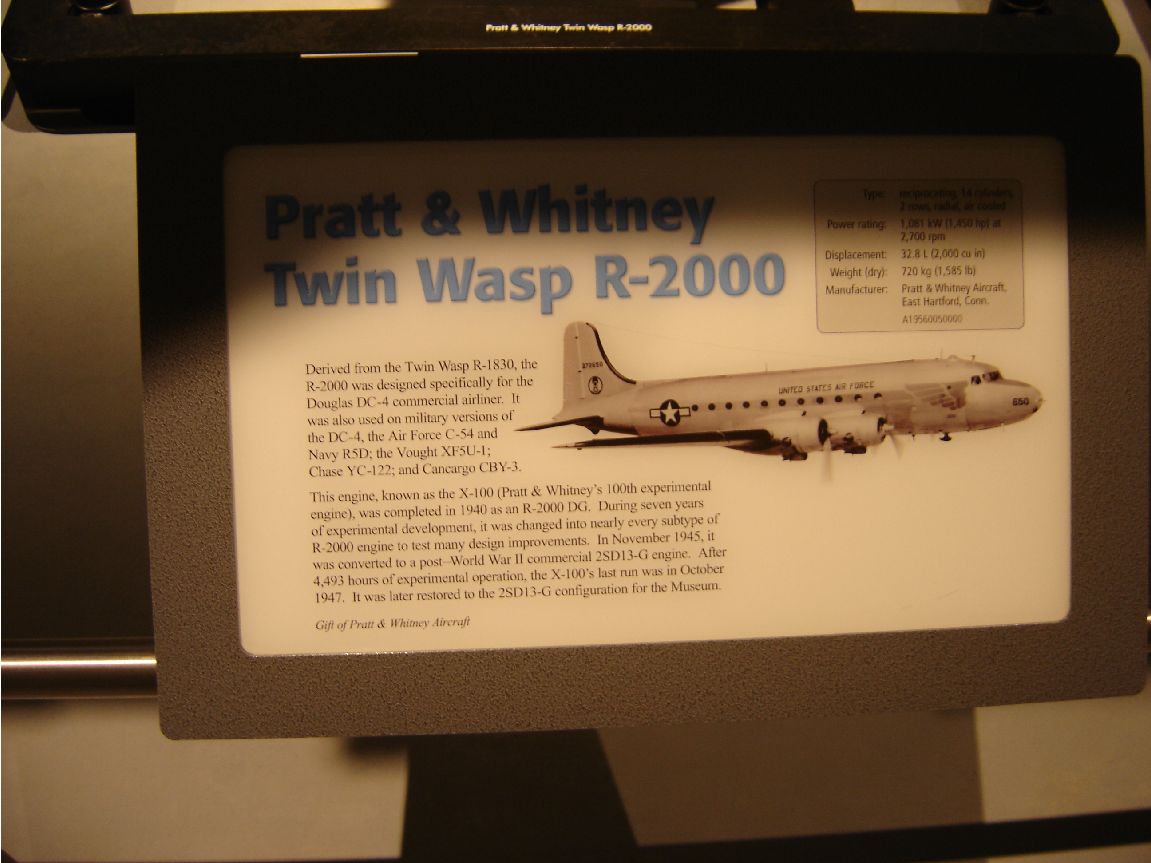 Pratt & Whitney Twin Wasp R-2000
Pratt & Whitney
Twin Wasp R-2000
Type: reciprocating, 14 cylinders,
2 rows, radial, air cooled
Power rating: 1,081 kW (1,450 hp) at
2,700 rpm
Displacement: 32.8 L (2,000 cu in)
Weight (dry): 720 kg (1,585 lb)
Manufacturer: Pratt & Whitney Aircraft,
East Hartford, Conn.
A19560050000
Derived from the Twin Wasp R-1830, the
R-2000 was designed specifically for the
Douglas DC-4 commercial airliner. It
was also used on military versions of
the DC-4, the Air Force C-54 and
Navy R5D; the Vought XF5U-1;
Chase YC-122; and Cancargo CBY-3.
UNITED STATES AIR FORCE
650
This engine, known as the X-100 (Pratt & Whitney's 100th experimental
engine), was completed in 1940 as an R-2000 DG. During seven years
of experimental development, it was changed into nearly every subtype of
R-2000 engine to test many design improvements. In November 1945, it
was converted to a post–World War II commercial 2SD13-G engine. After
4,493 hours of experimental operation, the X-100's last run was in October
1947. It was later restored to the 2SD13-G configuration for the Museum.
Gift of Pratt & Whitney Aircraft